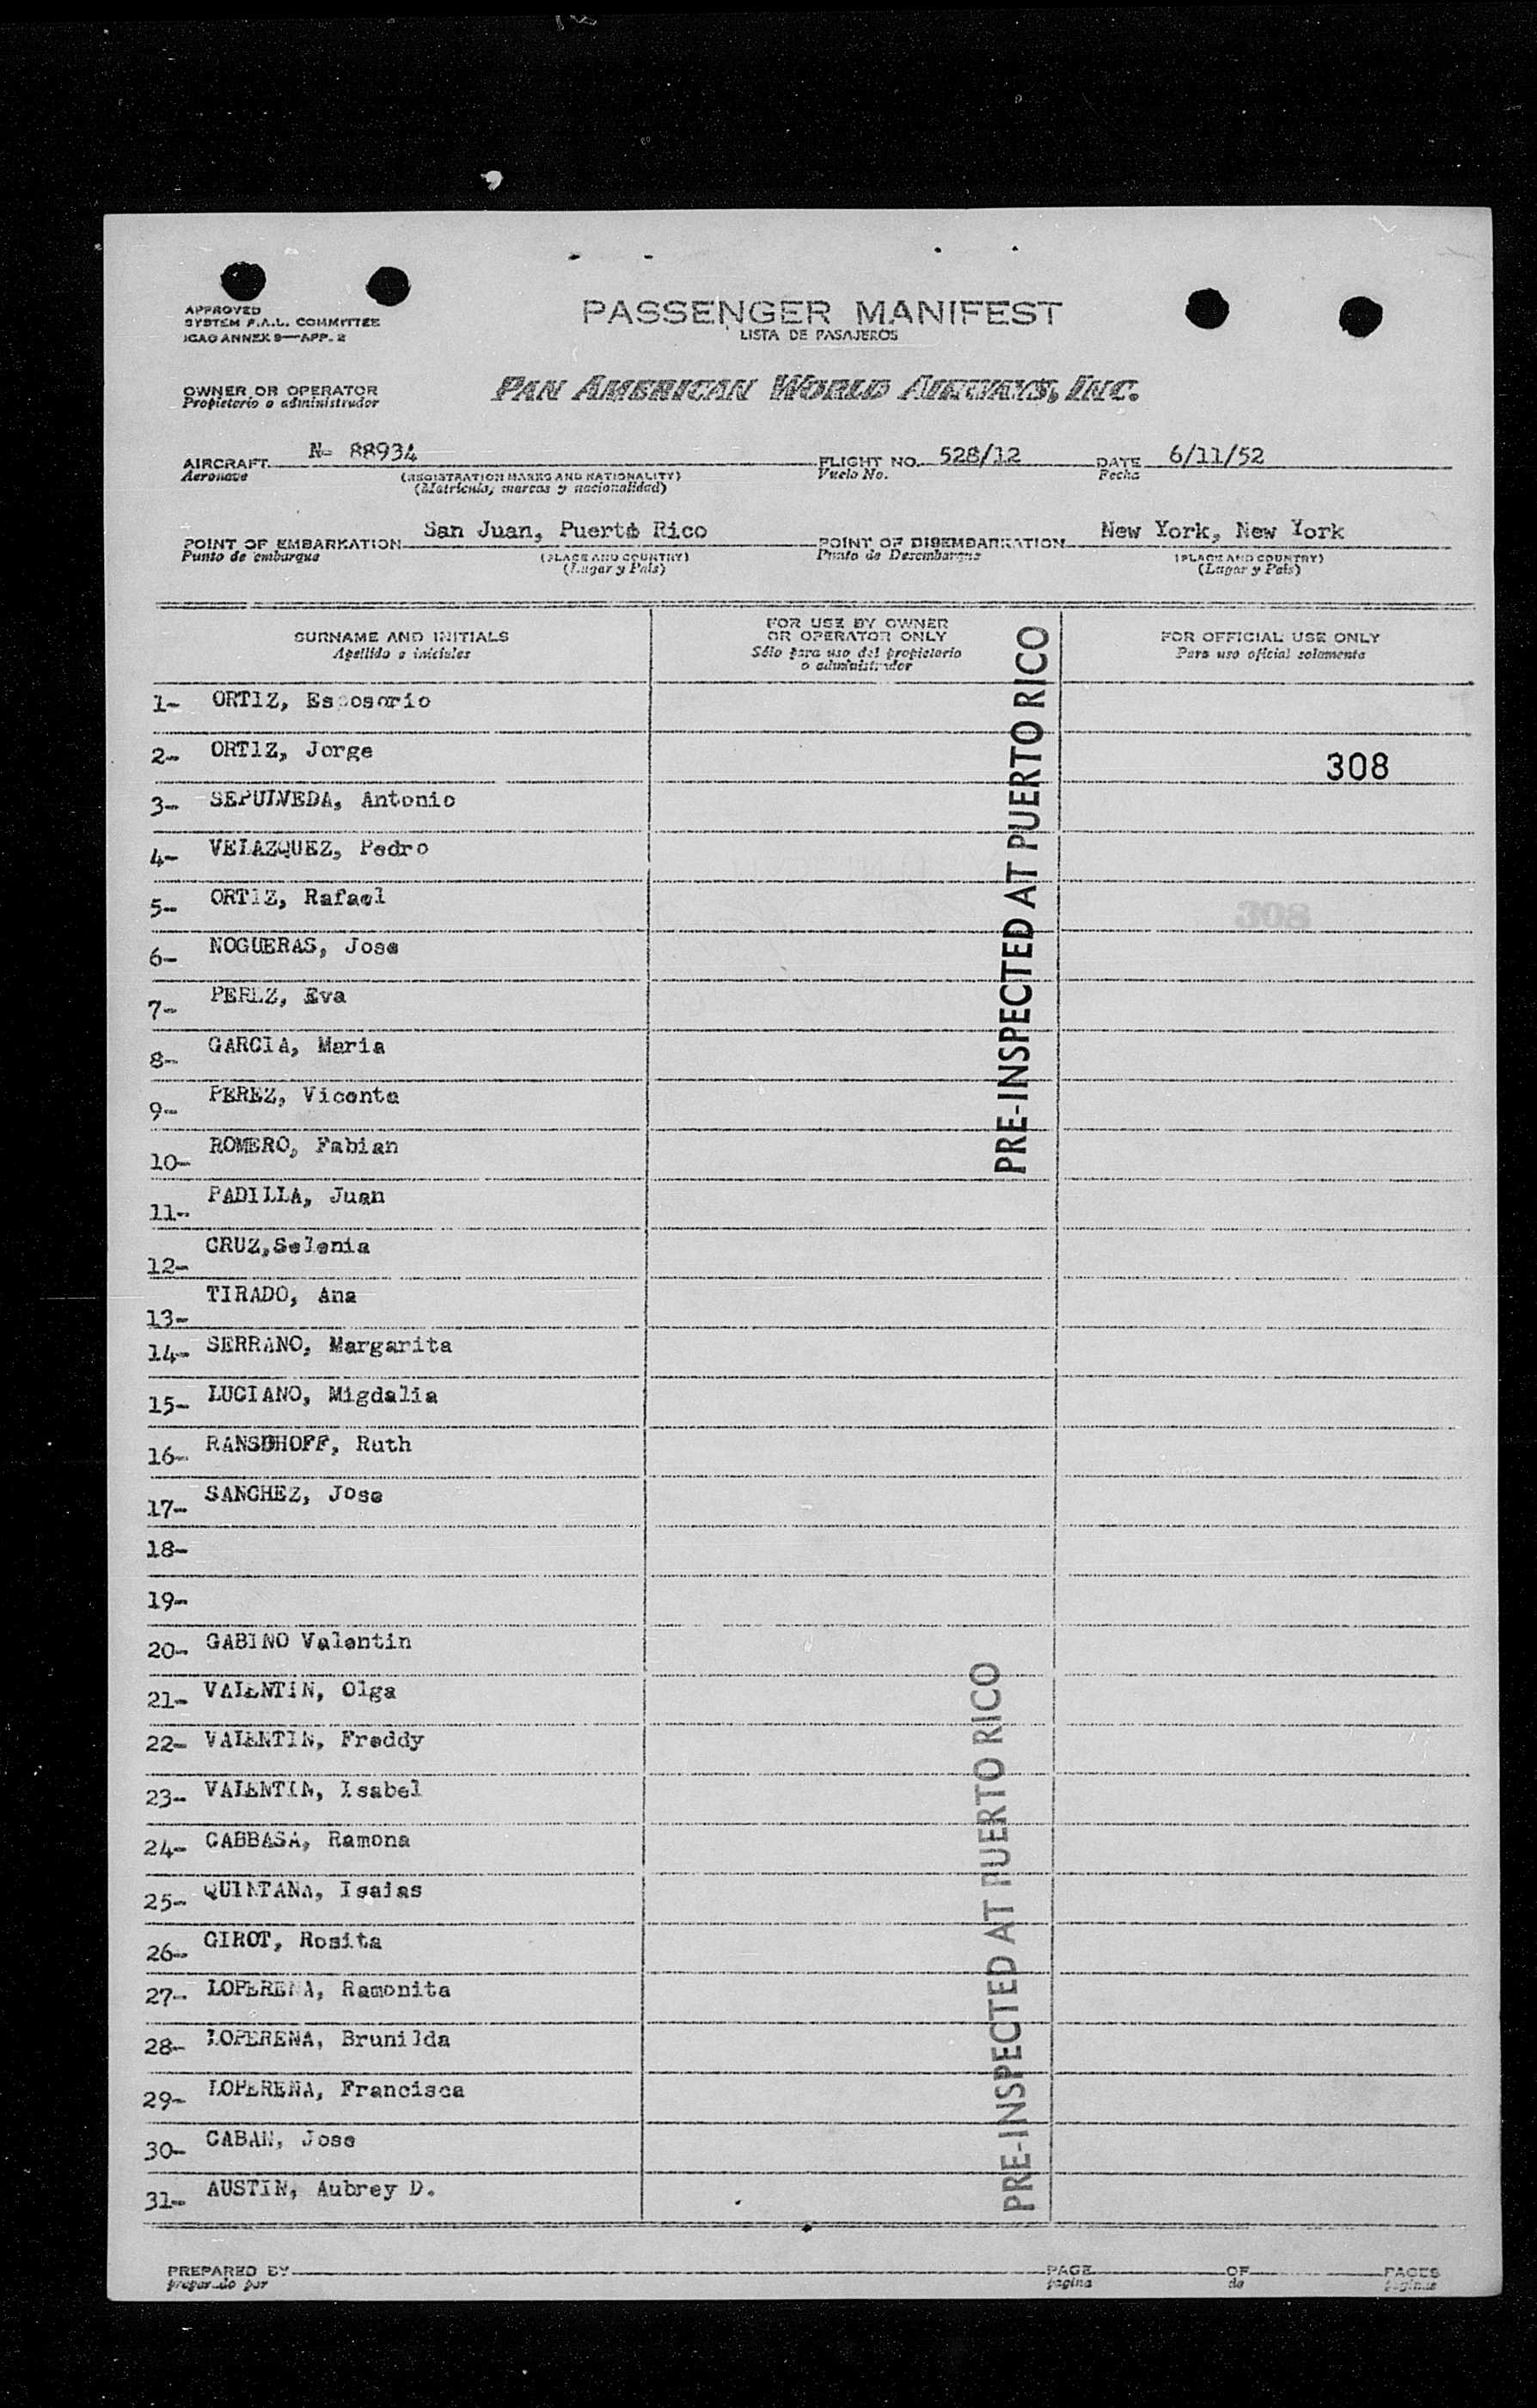 APPROVED
SYSTEM F.A.L. COMMITTEE
ICAO ANNEX 9—APP. 2
PASSENGER MANIFEST
LISTA DE PASAJEROS
OWNER OR OPERATOR
Propietario o administrador
PAN AMERICAN WORLD AIRWAYS, INC.
AIRCRAFT N- 88934 FLIGHT NO. 528/12 DATE 6/11/52
Aeronave (REGISTRATION MARKS AND NATIONALITY) Vuelo No. Fecha
(Matricula, marcas y nacionalidad)
POINT OF EMBARKATION San Juan, Puerto Rico POINT OF DISEMBARKATION New York, New York
Punto de embarque (PLACE AND COUNTRY) Punto de Desembarque (PLACE AND COUNTRY)
(Lugar y Pais) (Lugar y Pais)
SURNAME AND INITIALS
Apellido e iniciales
FOR USE BY OWNER
OR OPERATOR ONLY
Sólo para uso del propietario
o administrador
FOR OFFICIAL USE ONLY
Para uso oficial solamente
1- ORTIZ,
2- ORTIZ, Jorge
308
3- SEPULVEDA, Antonio
4- VELAZQUEZ, Pedro
5- ORTIZ, Rafael
308
6- NOGUERAS, Jose
7- PEREZ, Eva
8- GARCIA, Maria
9- PEREZ, Vicente
10- ROMERO, Fabian
11- PADILLA, Juan
12- CRUZ,Selenia
13- TIRADO, Ana
14- SERRANO, Margarita
15- LUCIANO, Migdalia
16- RANSOHOFF, Ruth
17- SANCHEZ, Jose
18-
19-
20- GABINO Valentin
21- VALENTIN, Olga
22- VALENTIN, Freddy
23- VALENTIN, Isabel
24- Ramona
25- QUINTANA, Isaias
26- GIROT, Rosita
27- LOPERENA, Ramonita
28- LOPERENA, Brunilda
29- LOPERENA, Francisca
30- CABAN, Jose
31- AUSTIN, Aubrey D.
PRE-INSPECTED AT PUERTO RICO
PRE-INSPECTED AT PUERTO RICO
PREPARED BY PAGE OF PAGES
preparado por pagina de paginas